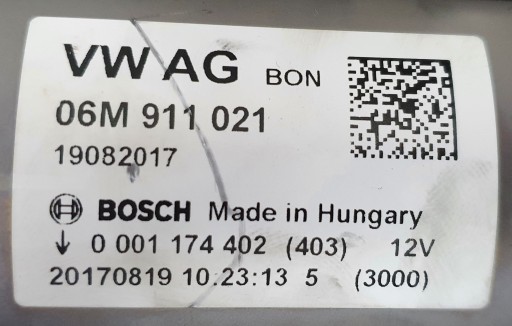 VW AG BON
06M 911 021
19082017
BOSCH Made in Hungary
↓ 0 001 174 402 (403) 12V
20170819 10.23:13 5 (3000)